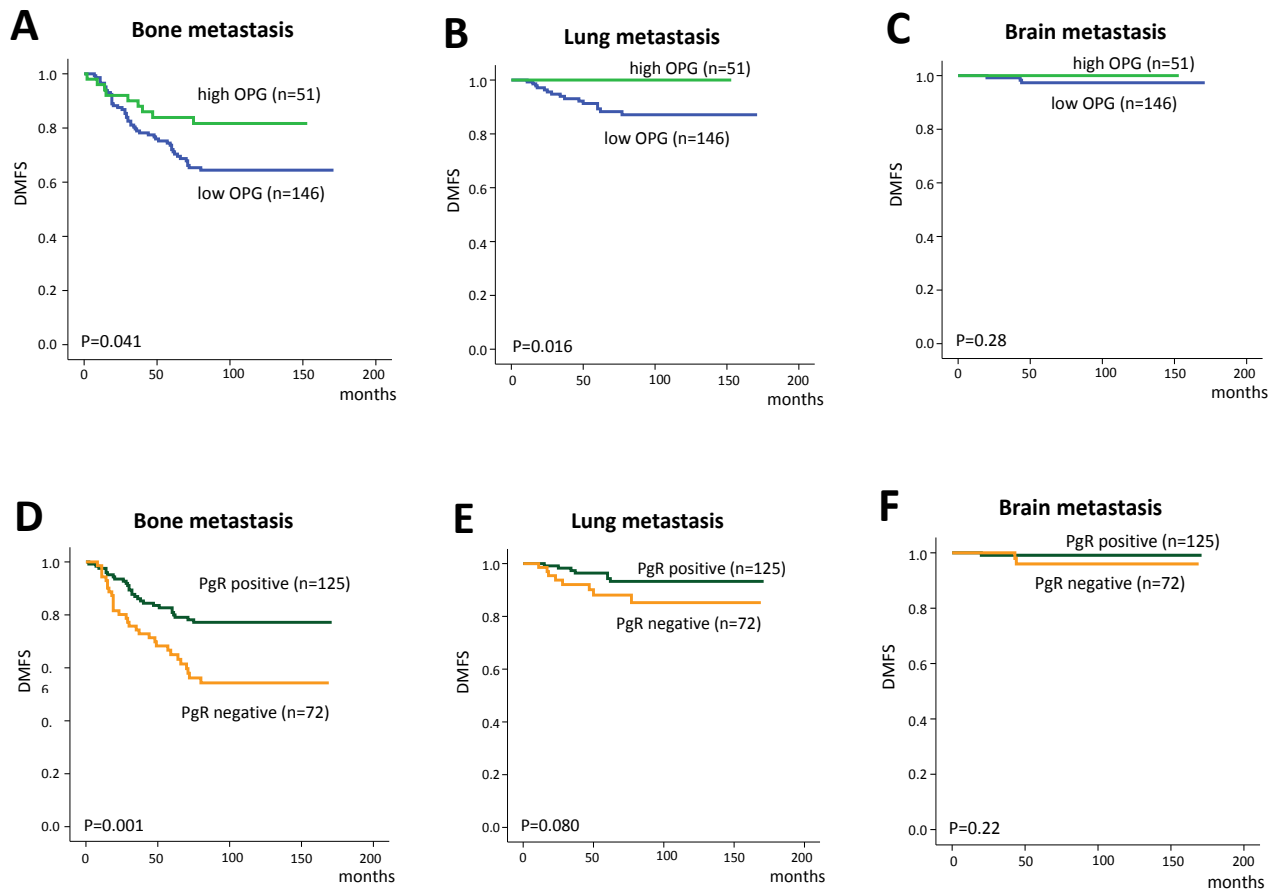 A
Bone metastasis
1.0
0.8
0.6
0.4
0.2
0.0
DMFS
high OPG (n=51)
low OPG (n=146)
P=0.041
0 50 100 150 200
months
B
Lung metastasis
1.0
0.8
0.6
0.4
0.2
0.0
DMFS
high OPG (n=51)
low OPG (n=146)
P=0.016
0 50 100 150 200
months
C
Brain metastasis
1.0
0.8
0.6
0.4
0.2
0.0
DMFS
high OPG (n=51)
low OPG (n=146)
P=0.28
0 50 100 150 200
months
D
Bone metastasis
1.0
0.8
0.
6
0.
0.2
0.0
DMFS
PgR positive (n=125)
PgR negative (n=72)
P=0.001
0 50 100 150 200
months
E
Lung metastasis
1.0
0.8
0.6
0.4
0.2
0.0
DMFS
PgR positive (n=125)
PgR negative (n=72)
P=0.080
0 50 100 150 200
months
F
Brain metastasis
1.0
0.8
0.6
0.4
0.2
0.0
DMFS
PgR positive (n=125)
PgR negative (n=72)
P=0.22
0 50 100 150 200
months